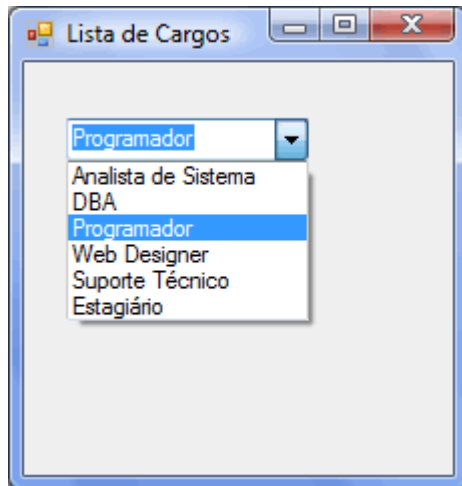 Lista de Cargos
Programador
Analista de Sistema
DBA
Programador
Web Designer
Suporte Técnico
Estagiário